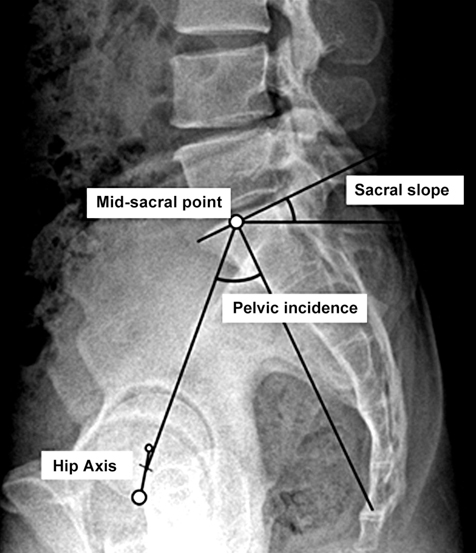 Sacral slope
Mid-sacral point
Pelvic incidence
Hip Axis